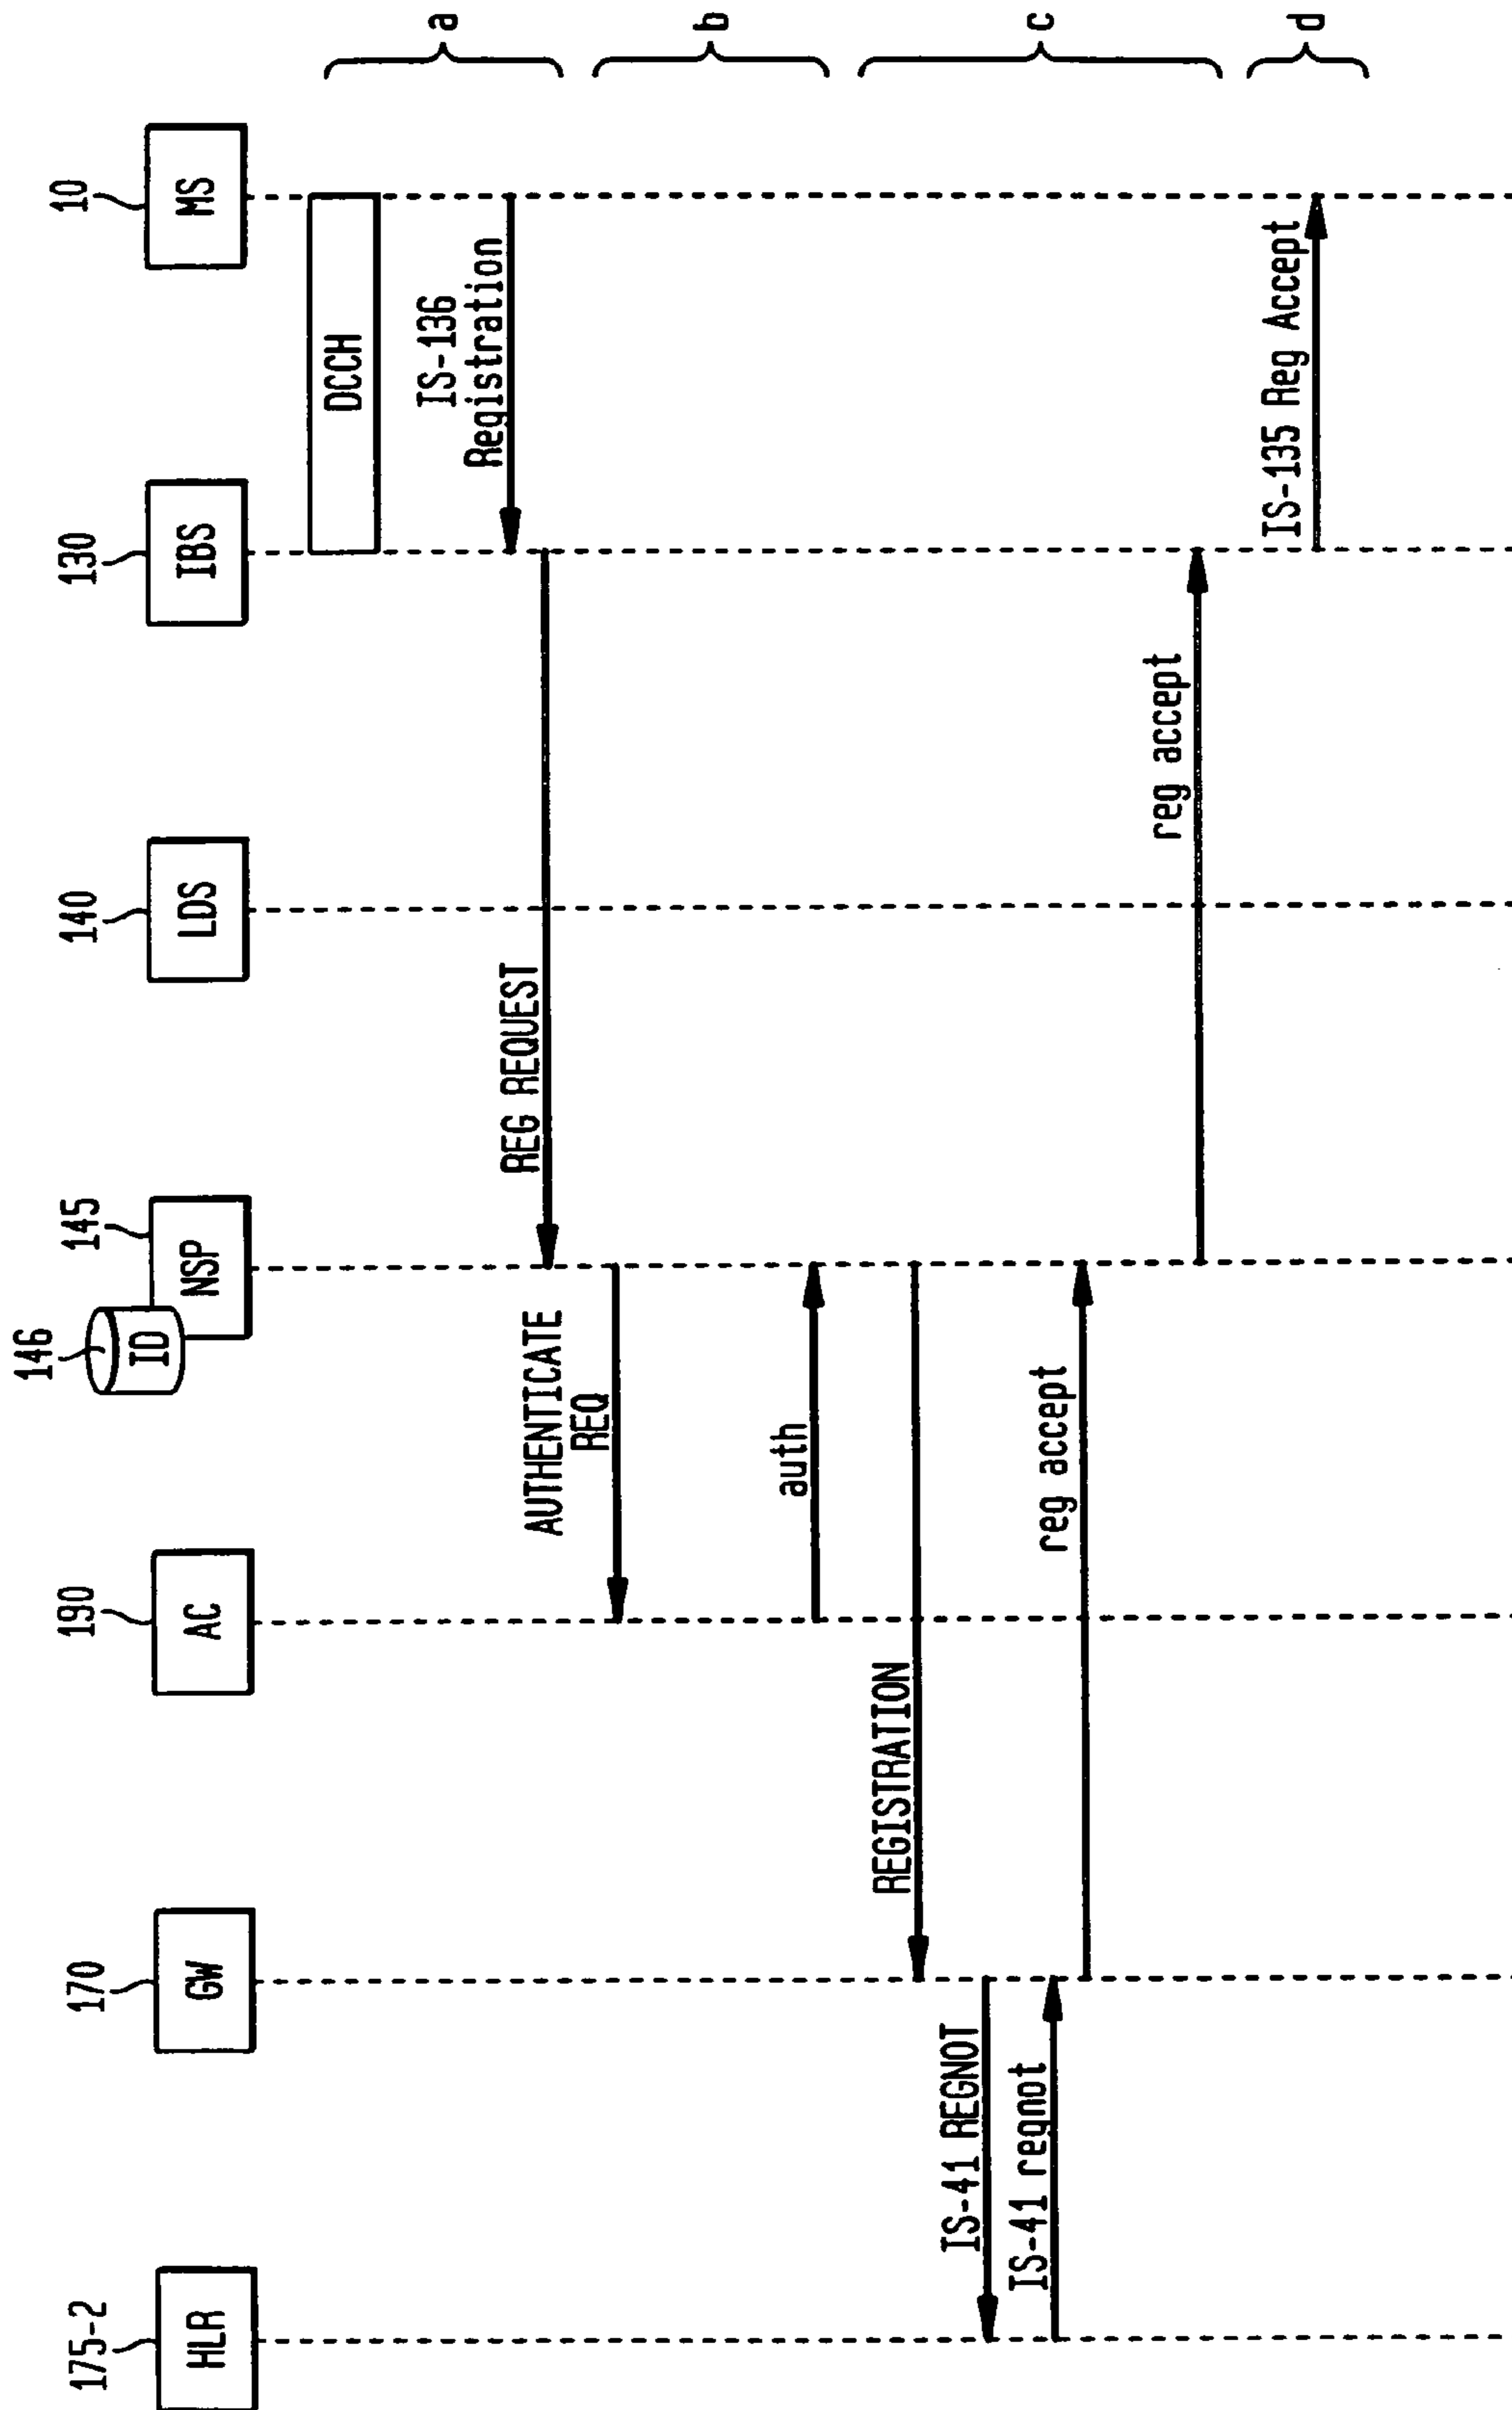 175-2
170
190
146
145
140
130
10
HLR
GW
AC
ID
NSP
LDS
IBS
MS
DCCH
a
IS-136
Registration
REG REQUEST
AUTHENTICATE
REQ
b
auth
REGISTRATION
IS-41 REGNOT
IS-41 regnot
reg accept
c
reg accept
IS-135 Reg Accept
d